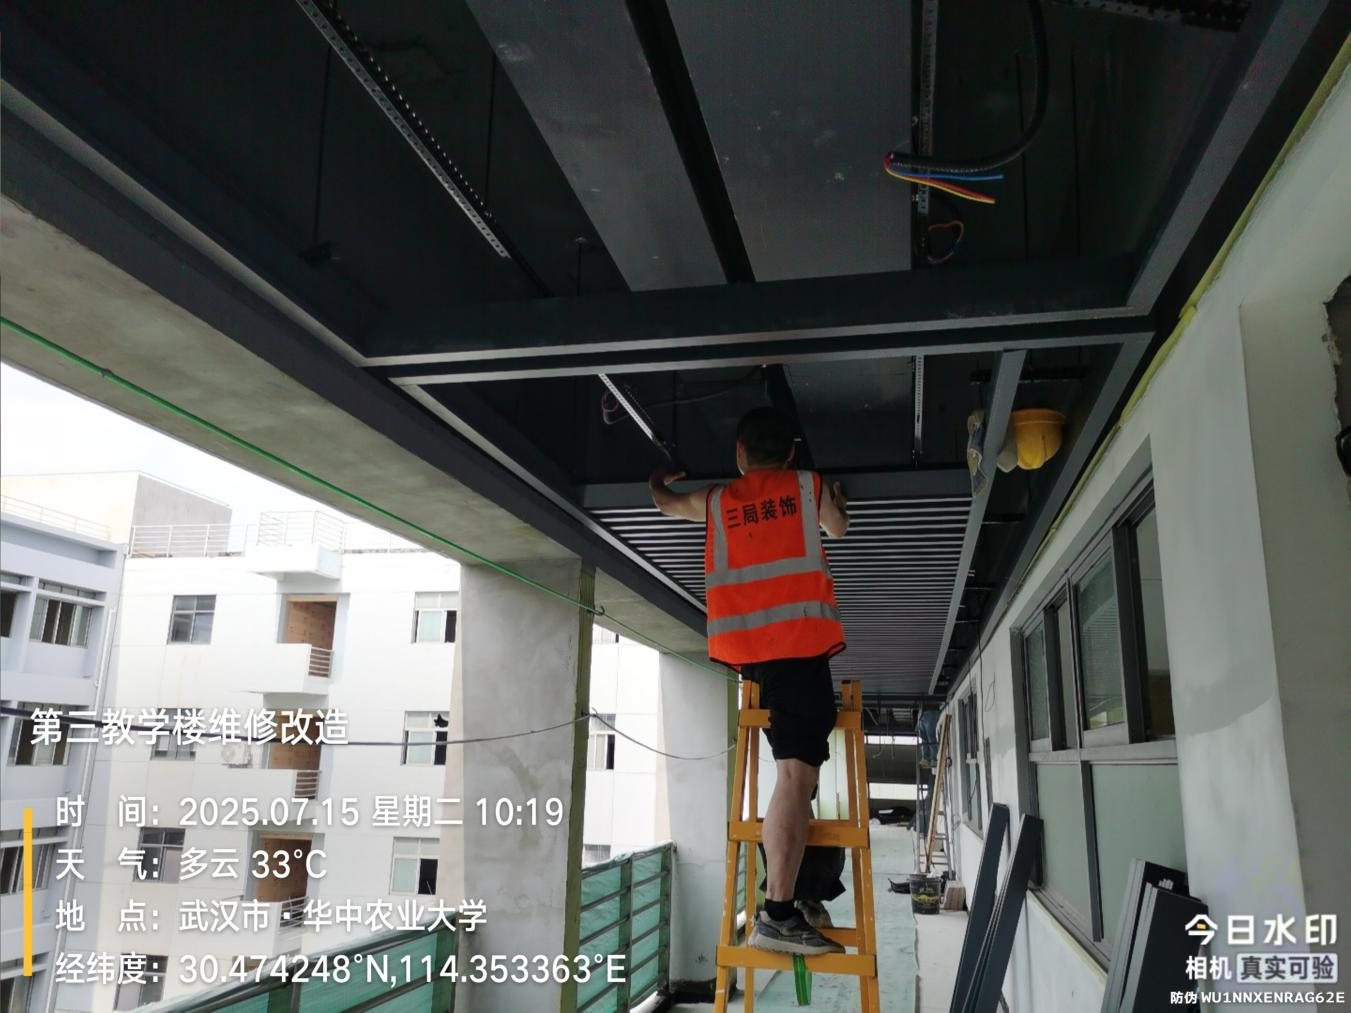 三局装饰
第三教学楼维修改造
时 间：2025.07.15 星期二 10:19
天 气：多云 33°C
地 点：武汉市·华中农业大学
经纬度：30.474248°N,114.353363°E
今日水印
相机 真实可验
防伪 WU1NNXENRAG62E